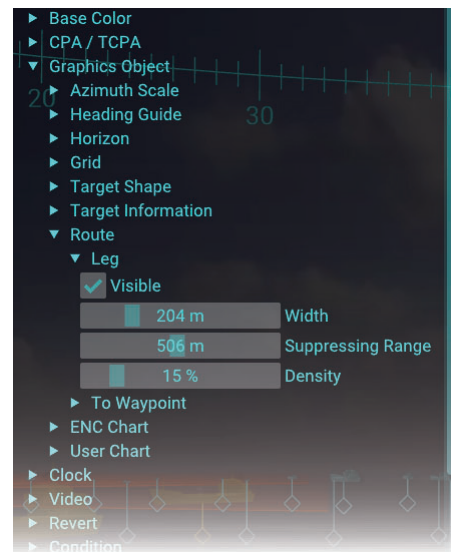 Base Color
CPA / TCPA
Graphics Object
20
Azimuth Scale
Heading Guide
30
Horizon
Grid
Target Shape
Target Information
Route
Leg
Visible
204 m Width
506 m Suppressing Range
15 % Density
To Waypoint
ENC Chart
User Chart
Clock
Video
Revert
Condition